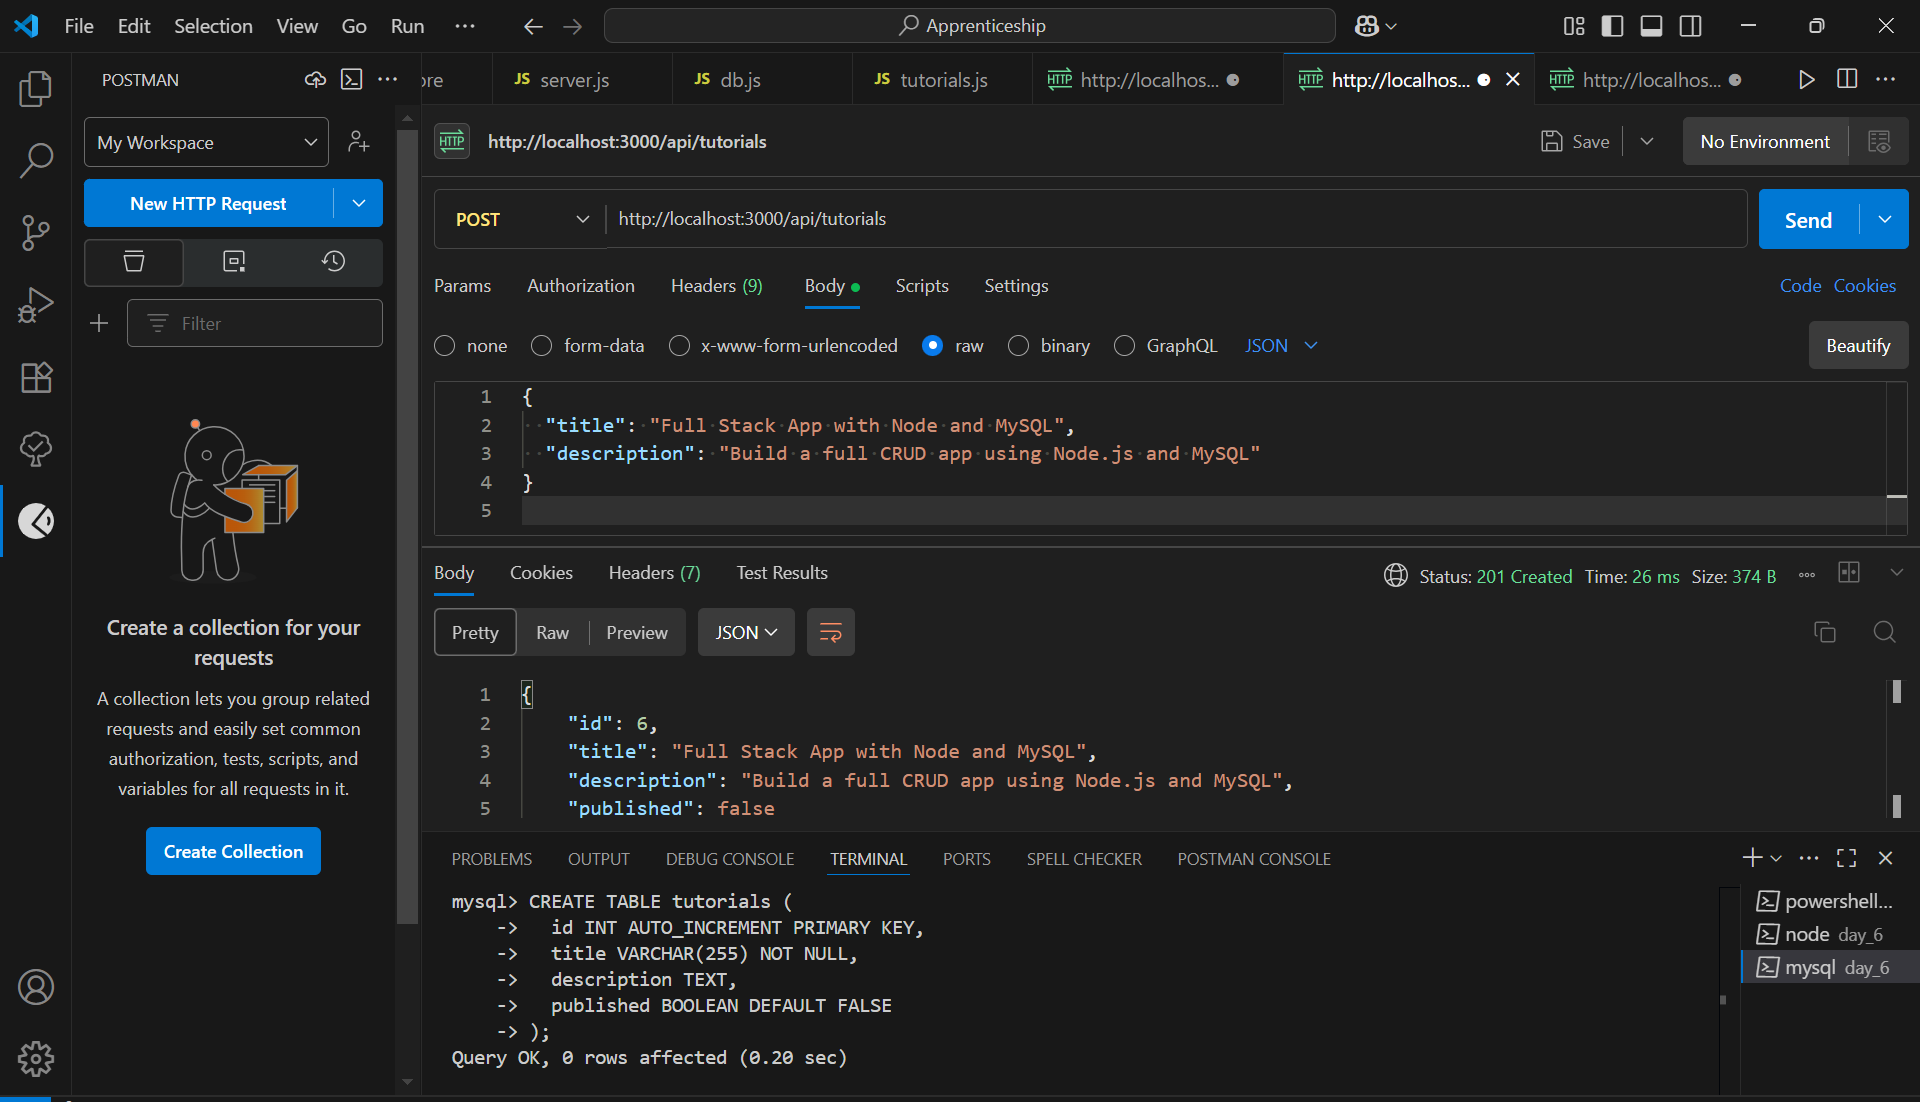 File Edit Selection View Go Run ···
Apprenticeship
POSTMAN
My Workspace
New HTTP Request
Filter
Create a collection for your
requests
A collection lets you group related
requests and easily set common
authorization, tests, scripts, and
variables for all requests in it.
Create Collection
JS server.js
JS db.js
JS tutorials.js
HTTP http://localhos...
HTTP http://localhos...
HTTP http://localhos...
HTTP http://localhost:3000/api/tutorials
Save
No Environment
POST http://localhost:3000/api/tutorials
Send
Params Authorization Headers (9) Body Scripts Settings
Code Cookies
none form-data x-www-form-urlencoded raw binary GraphQL JSON
Beautify
1 {
2 "title": "Full Stack App with Node and MySQL",
3 "description": "Build a full CRUD app using Node.js and MySQL"
4 }
5
Body Cookies Headers (7) Test Results
Status: 201 Created Time: 26 ms Size: 374 B
Pretty Raw Preview JSON
1 {
2 "id": 6,
3 "title": "Full Stack App with Node and MySQL",
4 "description": "Build a full CRUD app using Node.js and MySQL",
5 "published": false
PROBLEMS OUTPUT DEBUG CONSOLE TERMINAL PORTS SPELL CHECKER POSTMAN CONSOLE
mysql> CREATE TABLE tutorials (
-> id INT AUTO_INCREMENT PRIMARY KEY,
-> title VARCHAR(255) NOT NULL,
-> description TEXT,
-> published BOOLEAN DEFAULT FALSE
-> );
Query OK, 0 rows affected (0.20 sec)
powershell...
node day_6
mysql day_6